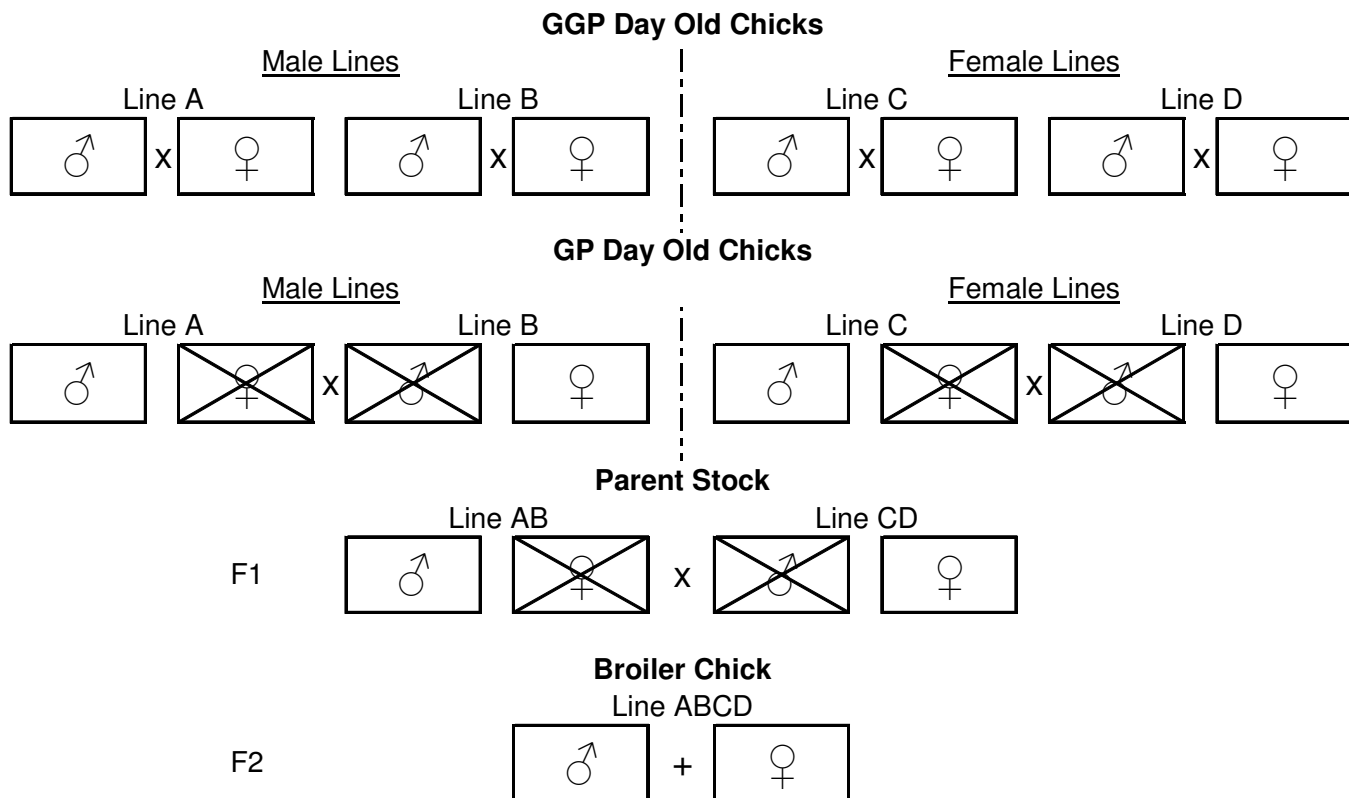 GGP Day Old Chicks
Male Lines Female Lines
Line A Line B Line C Line D
♂ x ♀ ♂ x ♀ ♂ x ♀ ♂ x ♀
GP Day Old Chicks
Male Lines Female Lines
Line A Line B Line C Line D
♂ ♀ x ♂ ♀ ♂ ♀ x ♂ ♀
Parent Stock
Line AB Line CD
F1 ♂ ♀ x ♂ ♀
Broiler Chick
Line ABCD
F2 ♂ + ♀